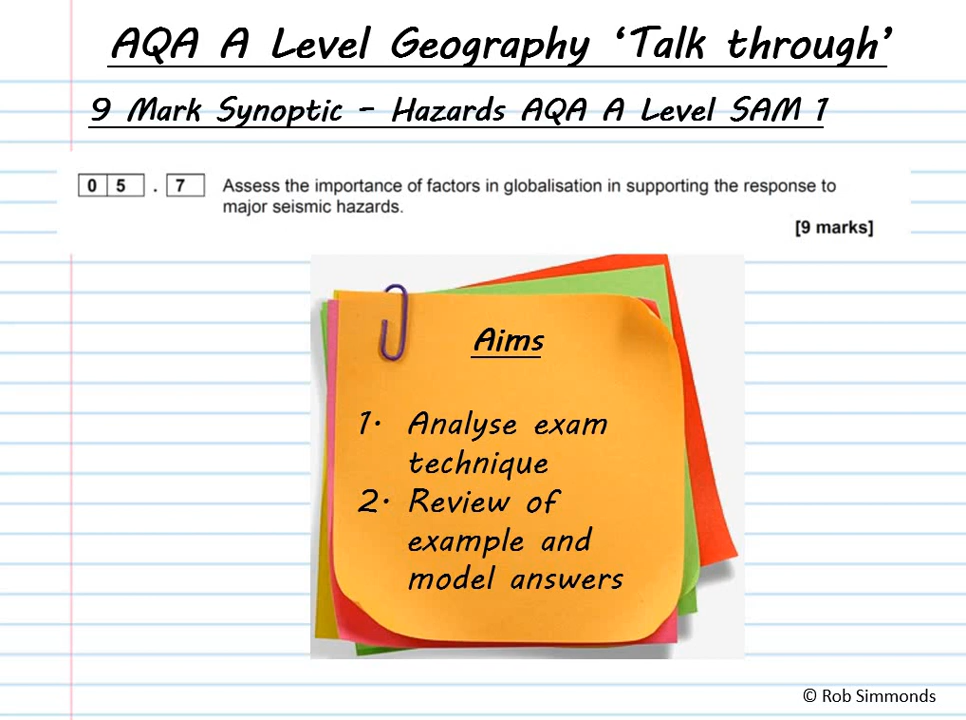 AQA A Level Geography ‘Talk through’
9 Mark Synoptic – Hazards AQA A Level SAM 1
0 5 . 7 Assess the importance of factors in globalisation in supporting the response to
major seismic hazards.
[9 marks]
Aims
1. Analyse exam
technique
2. Review of
example and
model answers
© Rob Simmonds